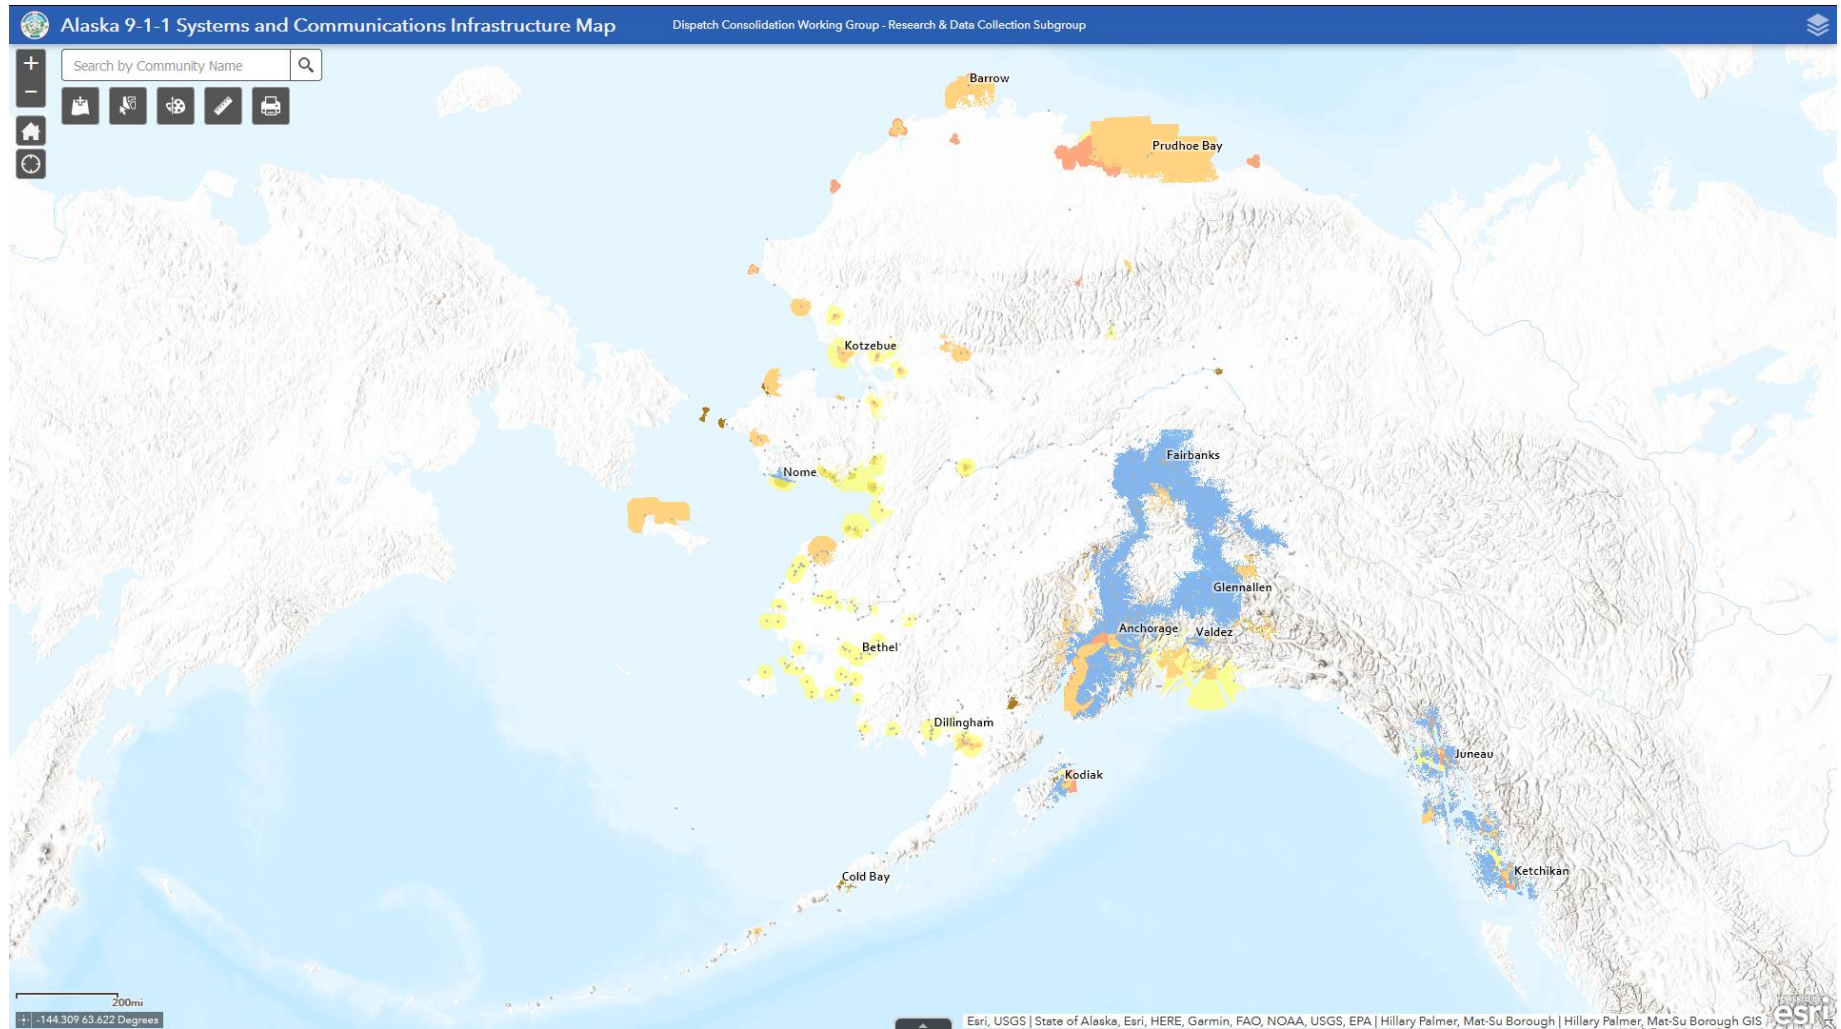 Alaska 9-1-1 Systems and Communications Infrastructure Map
Dispatch Consolidation Working Group - Research & Data Collection Subgroup
+
Search by Community Name
−
Barrow
Prudhoe Bay
Kotzebue
Fairbanks
Nome
Glennallen
Anchorage
Valdez
Bethel
Dillingham
Juneau
Kodiak
Ketchikan
Cold Bay
200mi
-144.309 63.622 Degrees
Esri, USGS | State of Alaska, Esri, HERE, Garmin, FAO, NOAA, USGS, EPA | Hillary Palmer, Mat-Su Borough | Hillary Palmer, Mat-Su Borough GIS
POWERED BY
esri